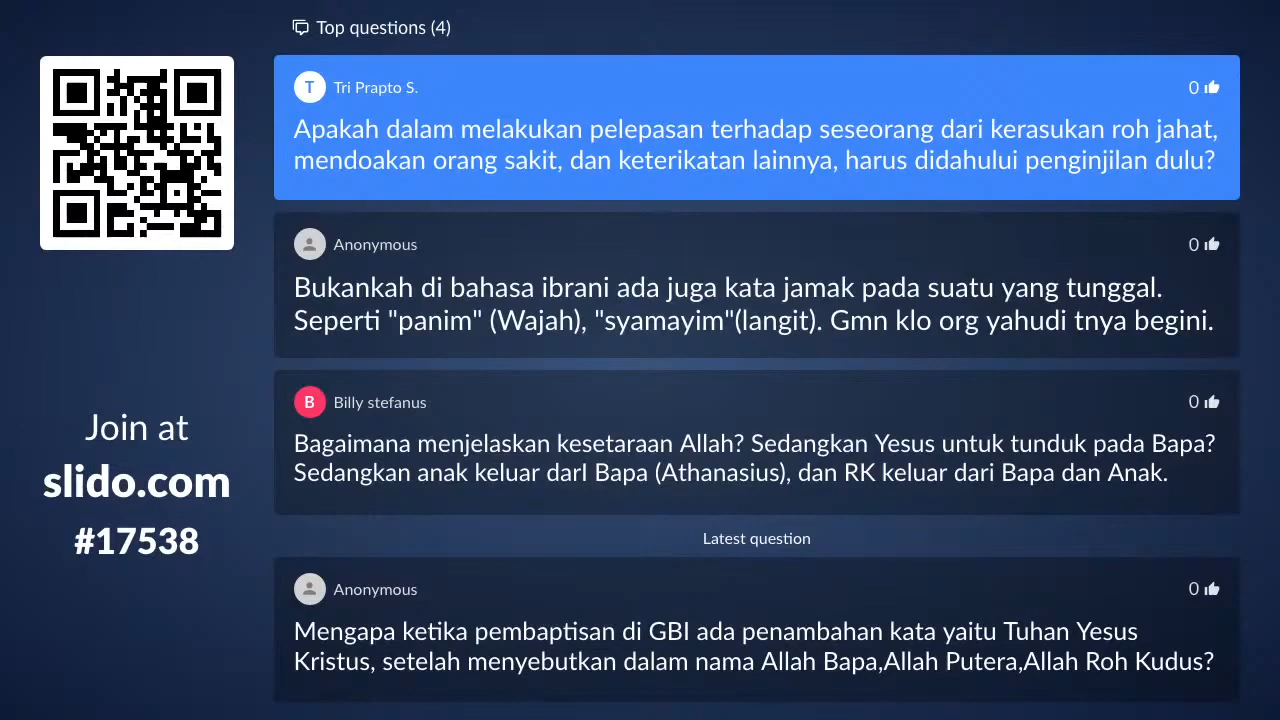 Top questions (4)
T
Tri Prapto S.
0
Apakah dalam melakukan pelepasan terhadap seseorang dari kerasukan roh jahat,
mendoakan orang sakit, dan keterikatan lainnya, harus didahului penginjilan dulu?
Anonymous
0
Bukankah di bahasa ibrani ada juga kata jamak pada suatu yang tunggal.
Seperti "panim" (Wajah), "syamayim"(langit). Gmn klo org yahudi tnya begini.
B
Billy stefanus
0
Bagaimana menjelaskan kesetaraan Allah? Sedangkan Yesus untuk tunduk pada Bapa?
Sedangkan anak keluar darI Bapa (Athanasius), dan RK keluar dari Bapa dan Anak.
Latest question
Anonymous
0
Mengapa ketika pembaptisan di GBI ada penambahan kata yaitu Tuhan Yesus
Kristus, setelah menyebutkan dalam nama Allah Bapa,Allah Putera,Allah Roh Kudus?
Join at
slido.com
#17538